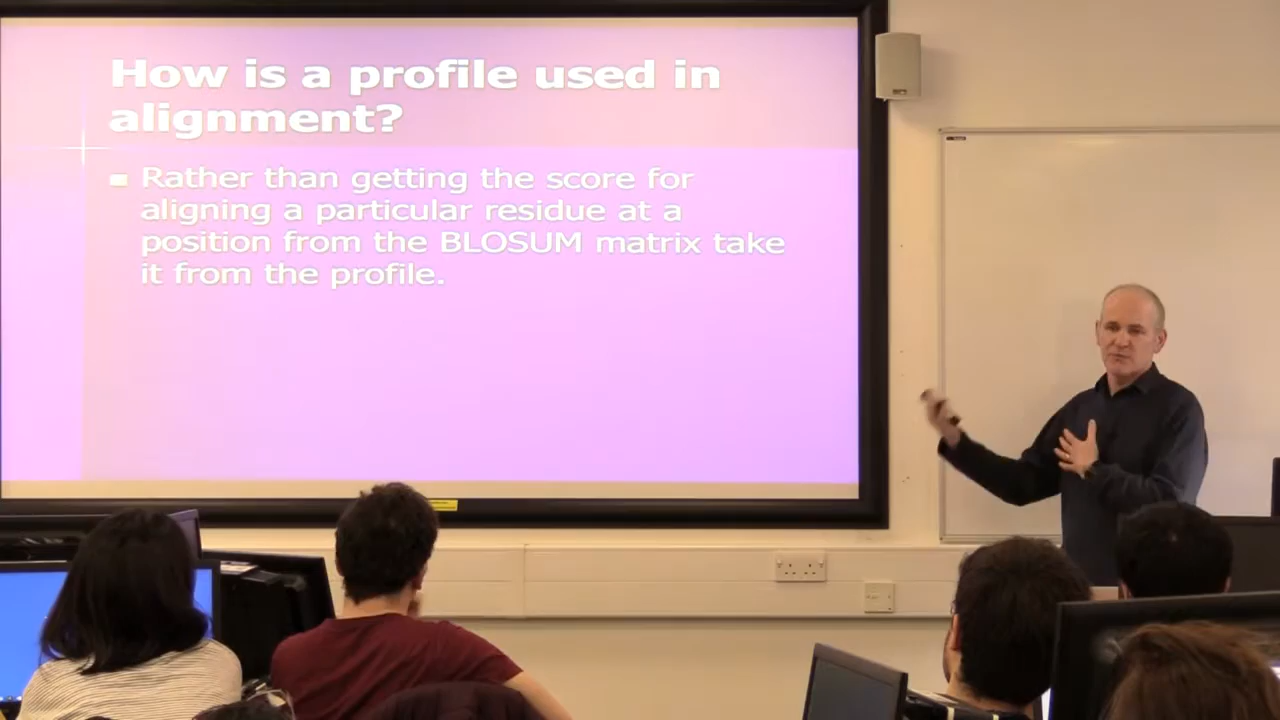 How is a profile used in
alignment?
Rather than getting the score for
aligning a particular residue at a
position from the BLOSUM matrix take
it from the profile.